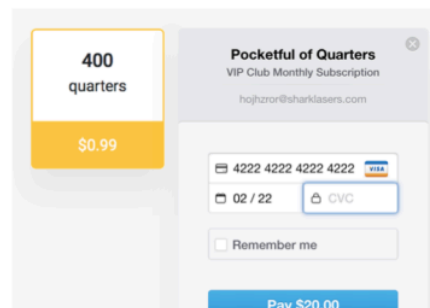 400
quarters
$0.99
Pocketful of Quarters
VIP Club Monthly Subscription
hojhzror@sharklasers.com
4222 4222 4222 4222 VISA
02 / 22 CVC
Remember me
Pay $20.00